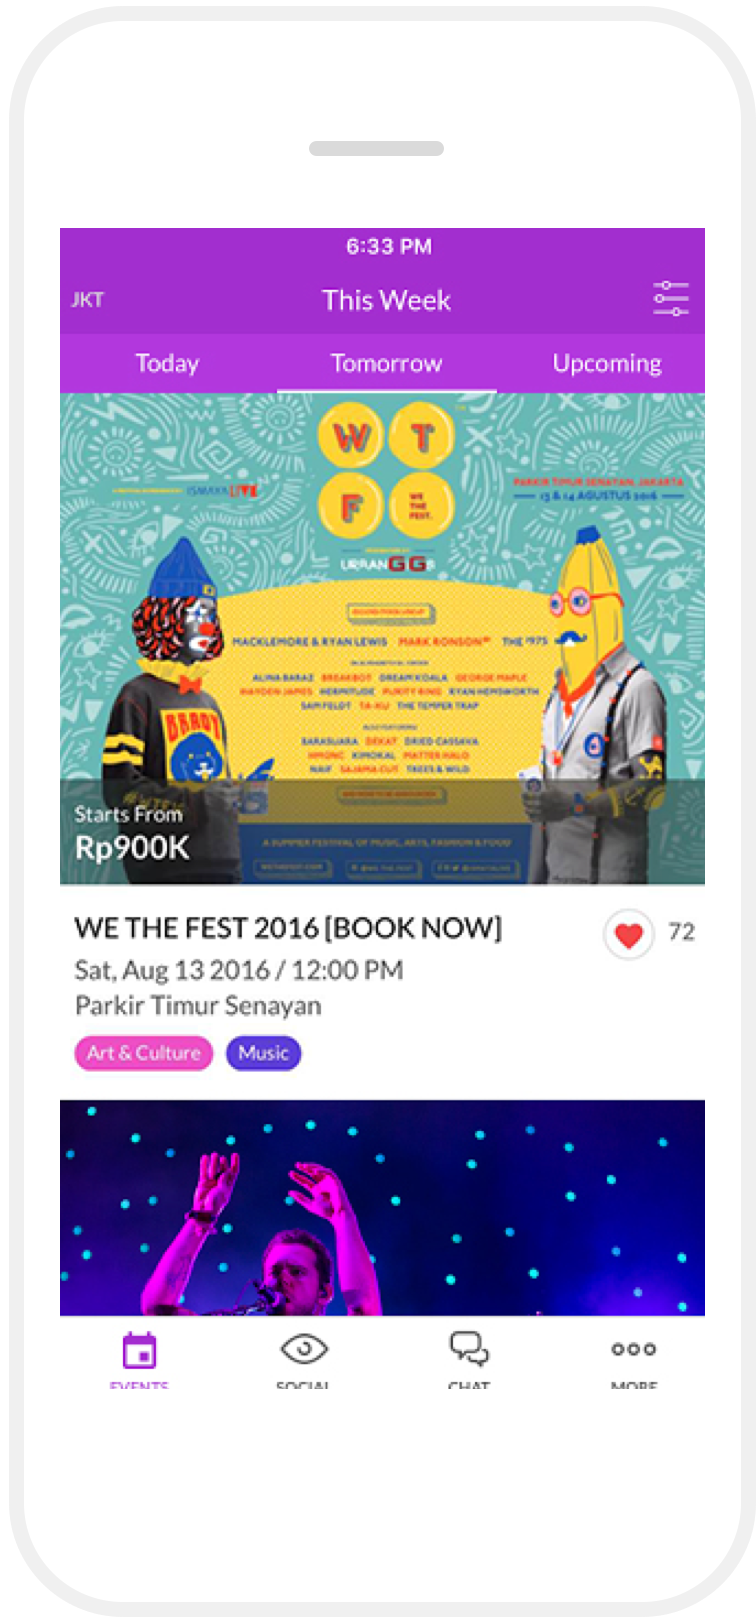 6:33 PM
JKT
This Week
Today
Tomorrow
Upcoming
W T
F WE THE FEST.
ISMAYA LIVE
PARKIR TIMUR SENAYAN, JAKARTA
13 & 14 AGUSTUS 2016
URBAN GIGS
MACKLEMORE & RYAN LEWIS MARK RONSON THE 1975
ALINA BARAZ BREAKBOT DREAM KOALA GEORGE MAPLE
HAYDEN JAMES HERMITUDE PURITY RING RYAN HEMSWORTH
SAM FELDT TA-KU THE TEMPER TRAP
BARASUARA DEKAT DRIED CASSAVA
HMGNC KIMOKAL MATTER HALO
NAIF SAJAMA CUT TREES & WILD
BRADY
Starts From
Rp900K
A SUMMER FESTIVAL OF MUSIC, ARTS, FASHION & FOOD
WE THE FEST 2016 [BOOK NOW]
72
Sat, Aug 13 2016 / 12:00 PM
Parkir Timur Senayan
Art & Culture
Music
EVENTS
SOCIAL
CHAT
MORE